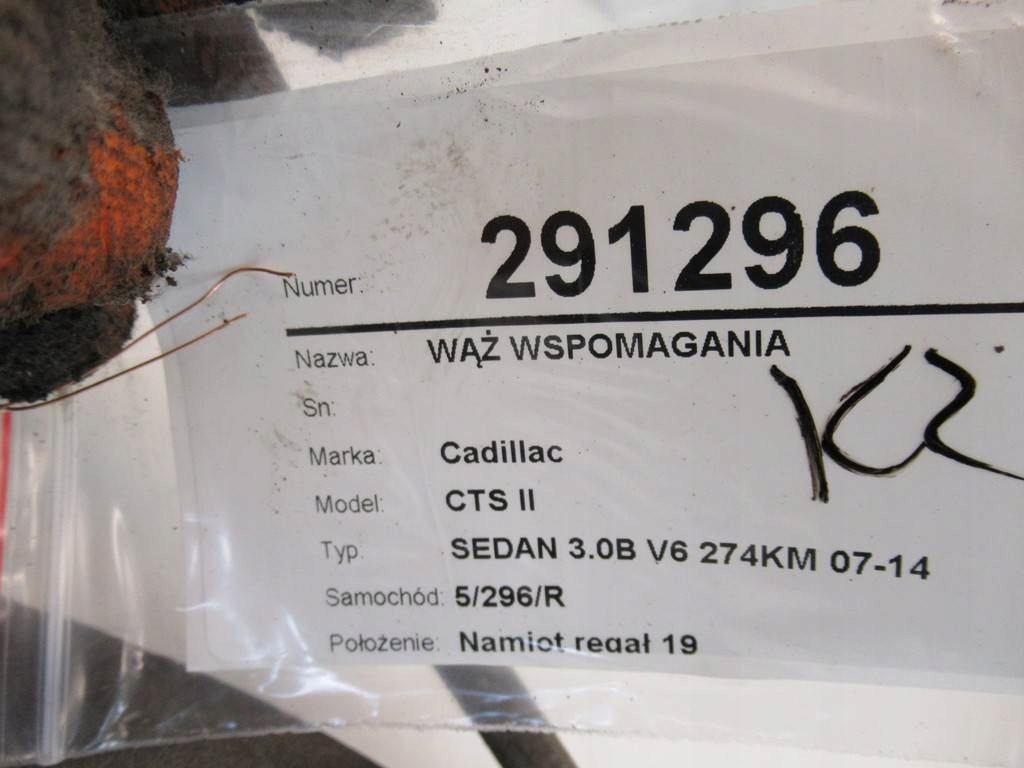 Numer: 291296
Nazwa: WĄŻ WSPOMAGANIA
Sn:
Marka: Cadillac
Model: CTS II
Typ: SEDAN 3.0B V6 274KM 07-14
Samochód: 5/296/R
Położenie: Namiot regał 19